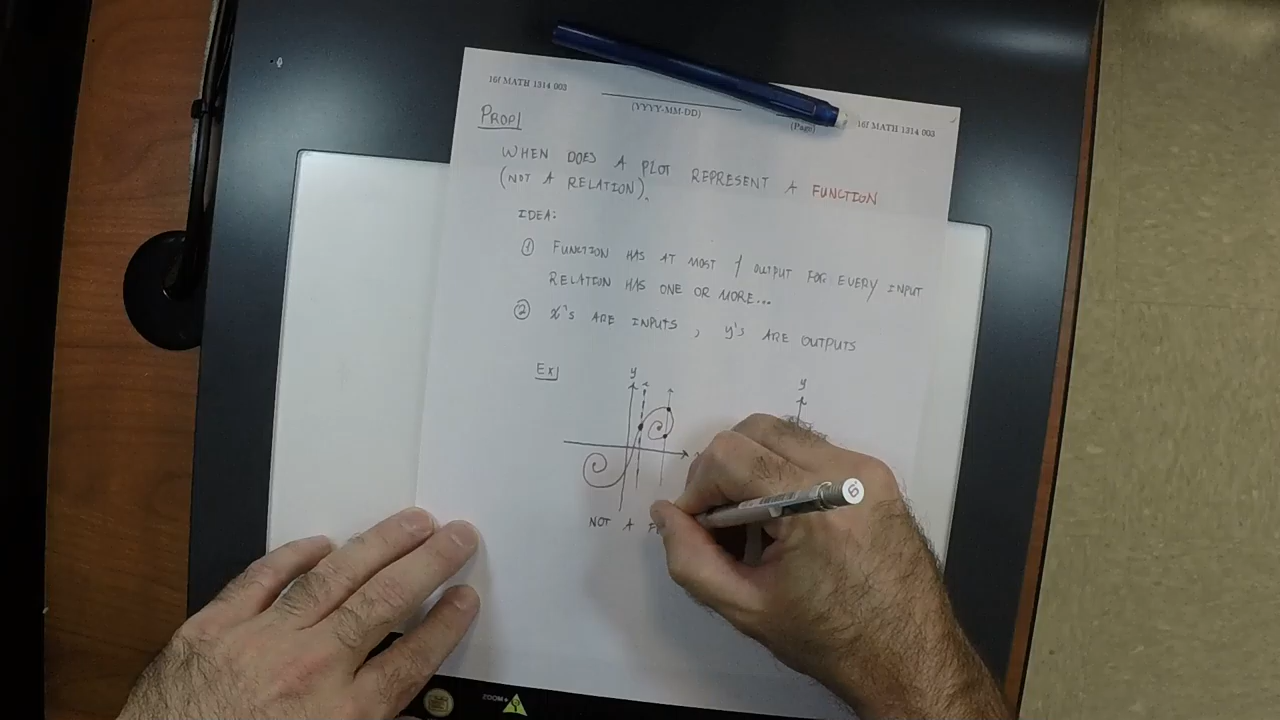 16f MATH 1314 003
(YYYY-MM-DD)
(Page)
16f MATH 1314 003
PROP|
WHEN DOES A PLOT REPRESENT A FUNCTION
(NOT A RELATION).
IDEA:
① FUNCTION HAS AT MOST 1 OUTPUT FOR EVERY INPUT
RELATION HAS ONE OR MORE...
② x's ARE INPUTS, y's ARE OUTPUTS
Ex|
y
y
NOT A
ZOOM